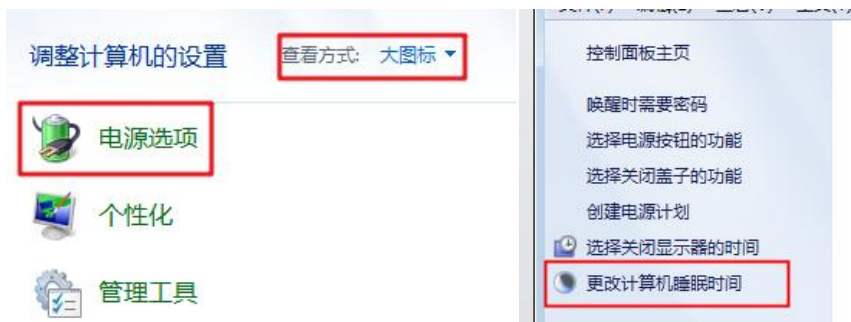 调整计算机的设置
查看方式: 大图标
电源选项
个性化
管理工具
控制面板主页
唤醒时需要密码
选择电源按钮的功能
选择关闭盖子的功能
创建电源计划
选择关闭显示器的时间
更改计算机睡眠时间